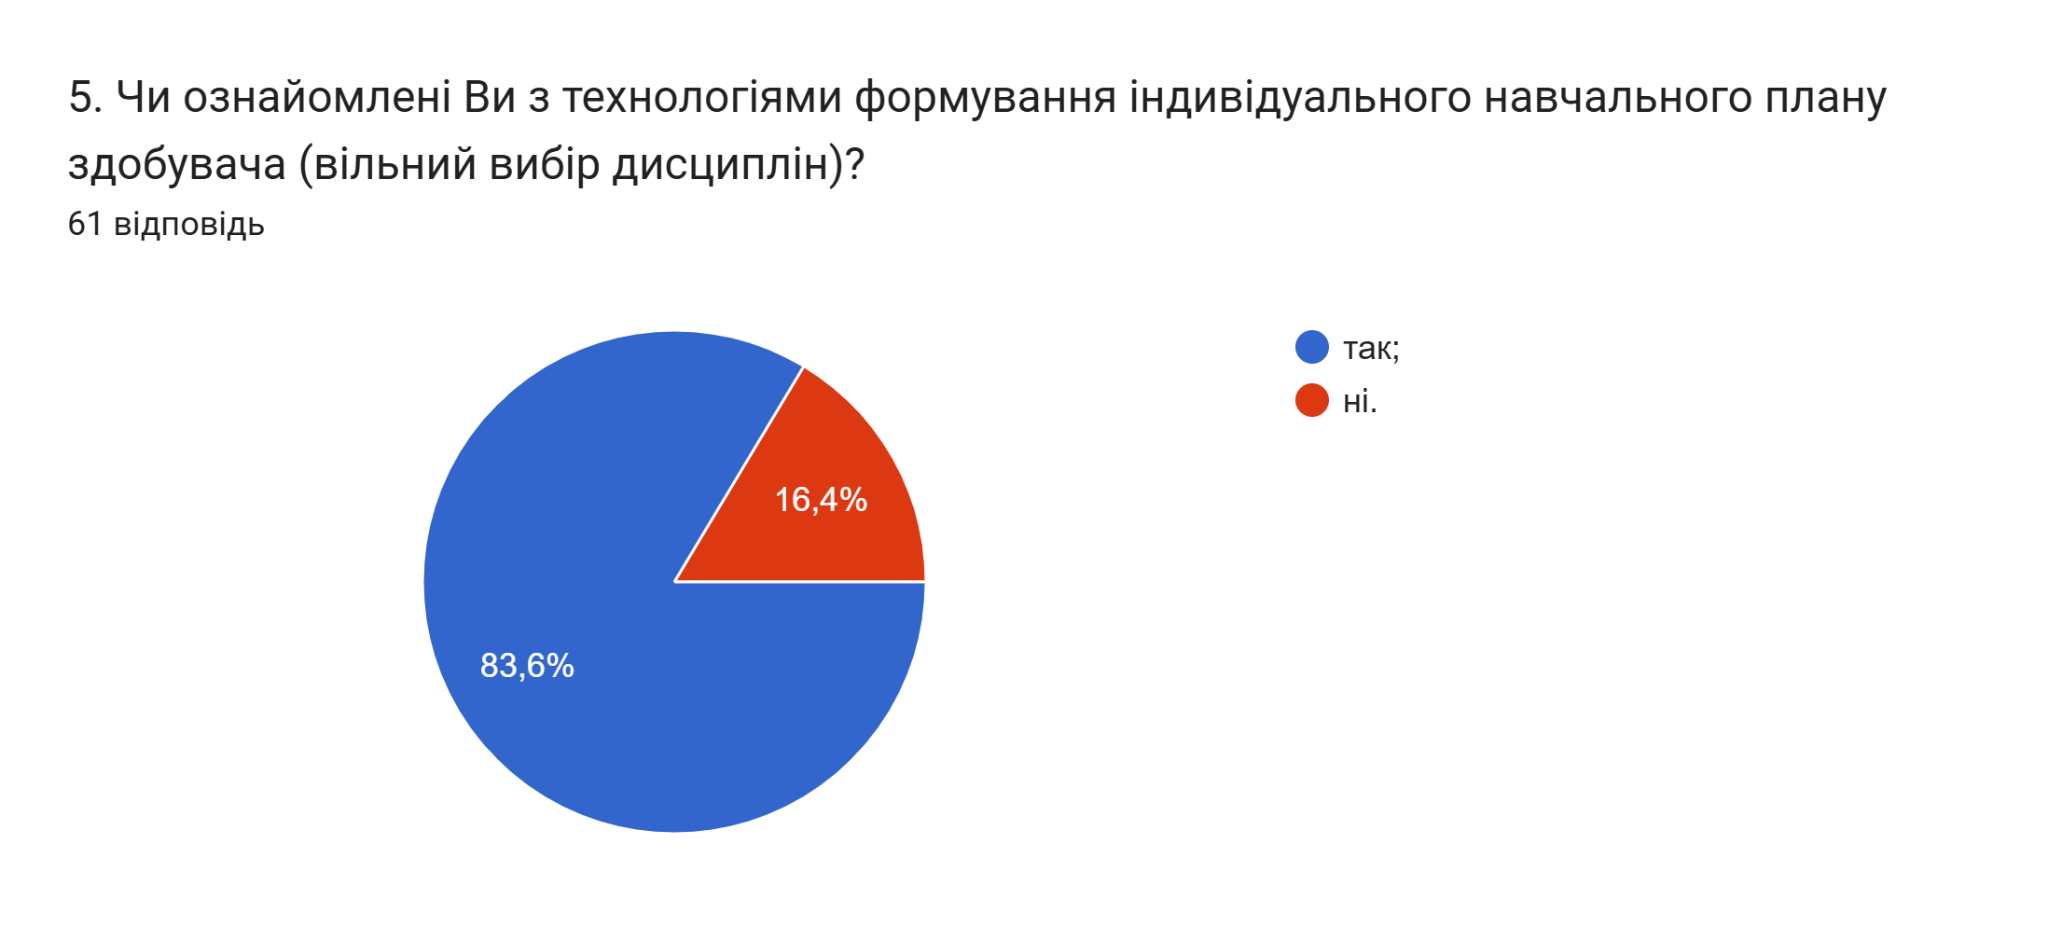 5. Чи ознайомлені Ви з технологіями формування індивідуального навчального плану
здобувача (вільний вибір дисциплін)?
61 відповідь
так;
ні.
16,4%
83,6%